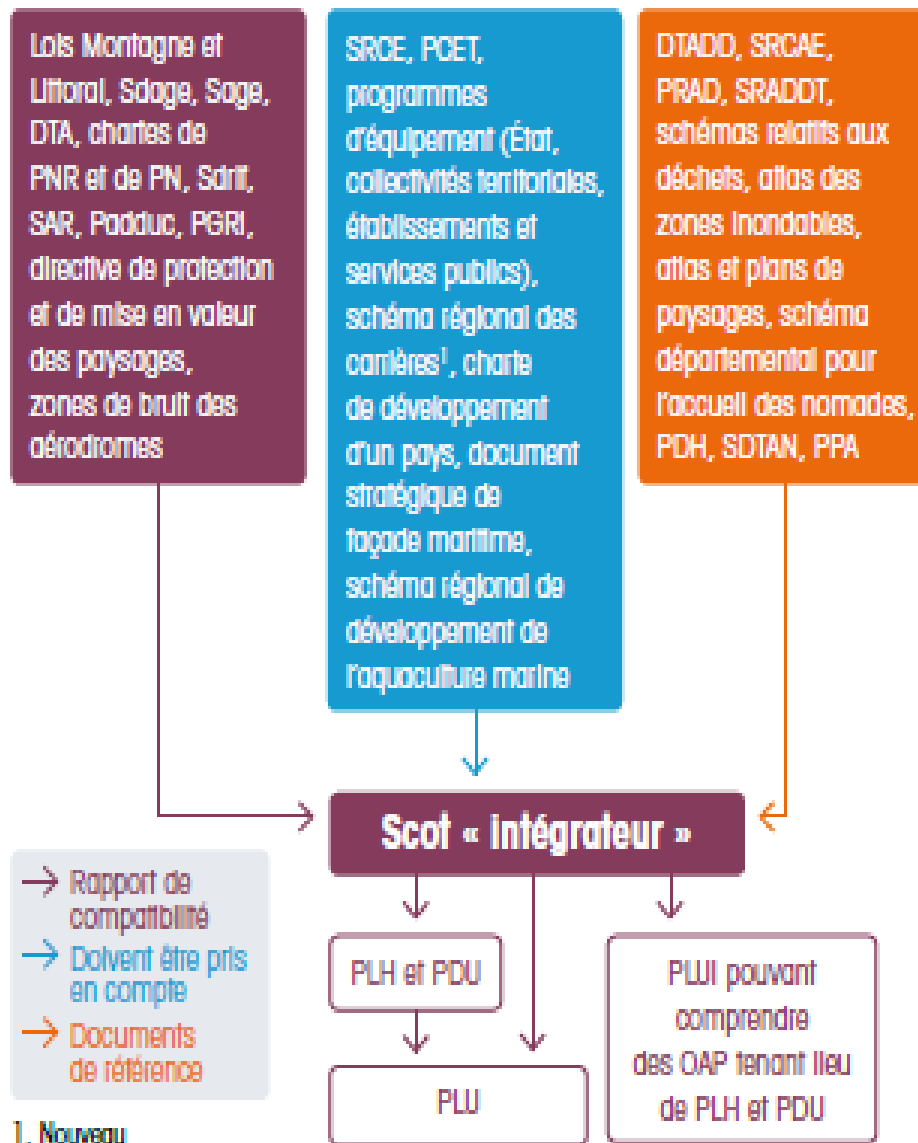 Lois Montagne et
Littoral, Sdage, Sage,
DTA, chartes de
PNR et de PN, Sdrif,
SAR, Padduc, PGRI,
directive de protection
et de mise en valeur
des paysages,
zones de bruit des
aérodromes
SRCE, PCET,
programmes
d'équipement (État,
collectivités territoriales,
établissements et
services publics),
schéma régional des
carrières¹, charte
de développement
d'un pays, document
stratégique de
façade maritime,
schéma régional de
développement de
l'aquaculture marine
DTADD, SRCAE,
PRAD, SRADDT,
schémas relatifs aux
déchets, atlas des
zones inondables,
atlas et plans de
paysages, schéma
départemental pour
l'accueil des nomades,
PDH, SDTAN, PPA
Scot « intégrateur »
Rapport de
compatibilité
Doivent être pris
en compte
Documents
de référence
PLH et PDU
PLU
PLUI pouvant
comprendre
des OAP tenant lieu
de PLH et PDU
1. Nouveau